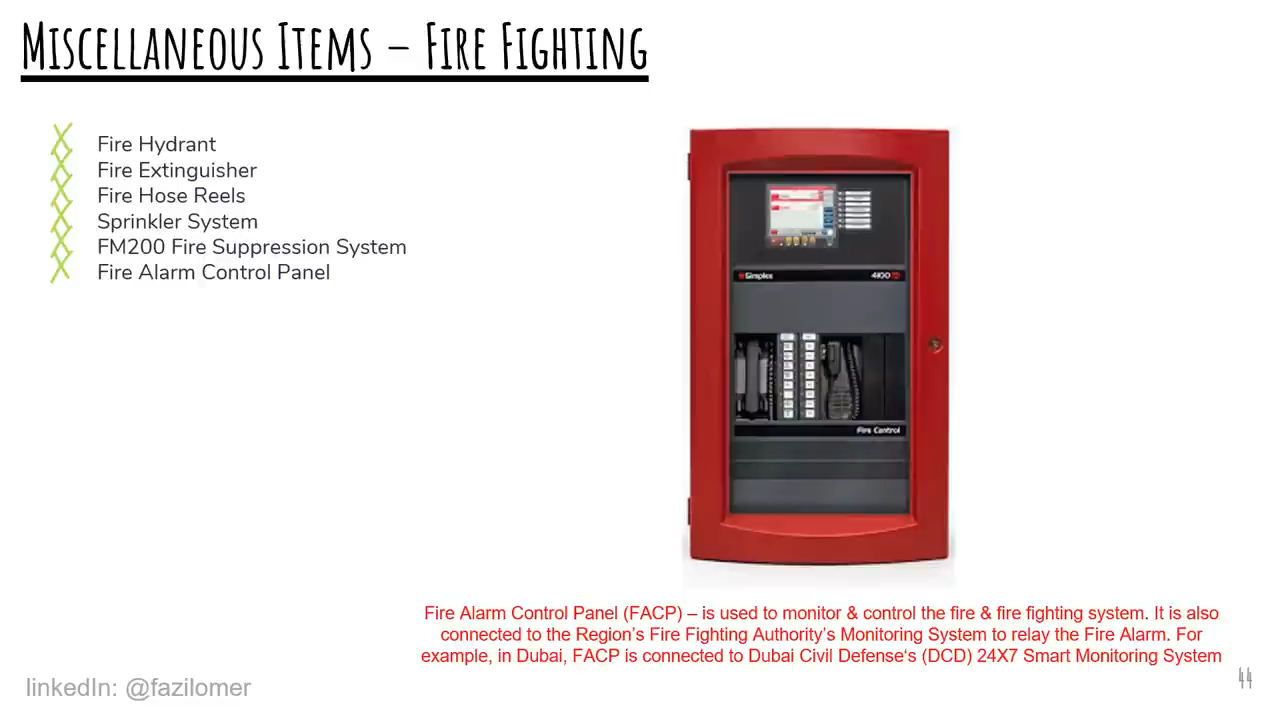 Miscellaneous Items – Fire Fighting
Fire Hydrant
Fire Extinguisher
Fire Hose Reels
Sprinkler System
FM200 Fire Suppression System
Fire Alarm Control Panel
Simplex 4100
Fire Control
Fire Alarm Control Panel (FACP) – is used to monitor & control the fire & fire fighting system. It is also
connected to the Region's Fire Fighting Authority's Monitoring System to relay the Fire Alarm. For
example, in Dubai, FACP is connected to Dubai Civil Defense‘s (DCD) 24X7 Smart Monitoring System
linkedIn: @fazilomer
44